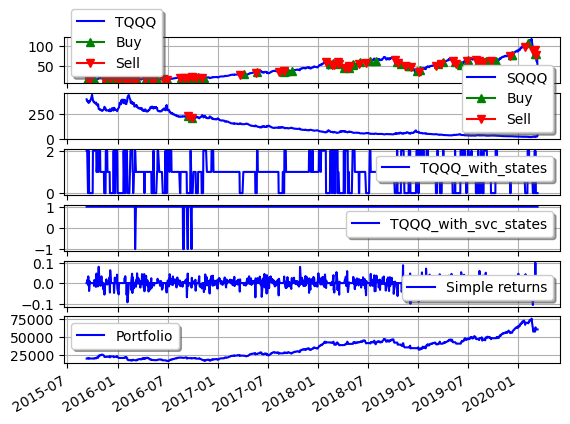 TQQQ
Buy
Sell
100
50
SQQQ
Buy
Sell
250
0
TQQQ_with_states
2
0
TQQQ_with_svc_states
1
0
−1
Simple returns
0.1
0.0
−0.1
Portfolio
75000
50000
25000
2015-07
2016-01
2016-07
2017-01
2017-07
2018-01
2018-07
2019-01
2019-07
2020-01